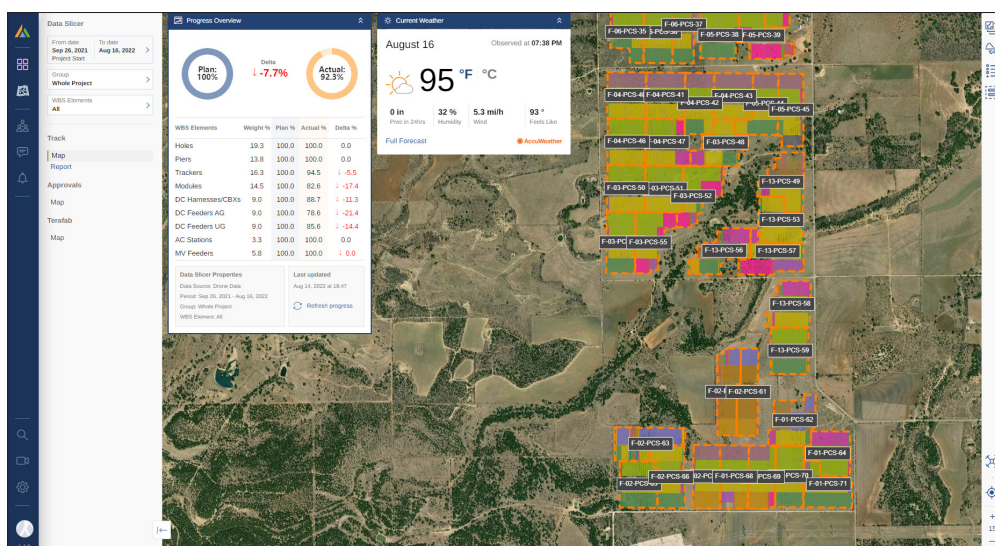 Data Slicer
From date To date
Sep 26, 2021 Aug 16, 2022
Project Start
Group
Whole Project
WBS Elements
All
Track
Map
Report
Approvals
Map
Terafab
Map
Progress Overview
Plan:
100%
Delta
↓ -7.7%
Actual:
92.3%
WBS Elements Weight % Plan % Actual % Delta %
Holes 19.3 100.0 100.0 0.0
Piers 13.8 100.0 100.0 0.0
Trackers 16.3 100.0 94.5 ↓ -5.5
Modules 14.5 100.0 82.6 ↓ -17.4
DC Harnesses/CBXs 9.0 100.0 88.7 ↓ -11.3
DC Feeders AG 9.0 100.0 78.6 ↓ -21.4
DC Feeders UG 9.0 100.0 85.6 ↓ -14.4
AC Stations 3.3 100.0 100.0 0.0
MV Feeders 5.8 100.0 100.0 ↓ 0.0
Data Slicer Properties
Data Source: Drone Data
Period: Sep 26, 2021 - Aug 16, 2022
Group: Whole Project
WBS Element: All
Last updated
Aug 14, 2022 at 18:47
Refresh progress
Current Weather
August 16 Observed at 07:38 PM
95 °F °C
0 in 32 % 5.3 mi/h 93 °
Prec in 24hrs Humidity Wind Feels Like
Full Forecast AccuWeather
F-06-PCS-37
F-06-PCS-35 F-05-PCS-38 F-05-PCS-39
F-04-PCS-41 F-04-PCS-43
F-04-PCS-42 F-05-PCS-45
F-04-PCS-46 F-04-PCS-47 F-03-PCS-48
F-13-PCS-49
F-03-PCS-50 F-03-PCS-51
F-03-PCS-52
F-13-PCS-53
F-03-PC F-03-PCS-55
F-13-PCS-56 F-13-PCS-57
F-13-PCS-58
F-13-PCS-59
F-02-PCS-61
F-01-PCS-62
F-02-PCS-63
F-01-PCS-64
F-02-PCS-66 F-01-PCS-68 PCS-69 PCS-70
F-01-PCS-71
15